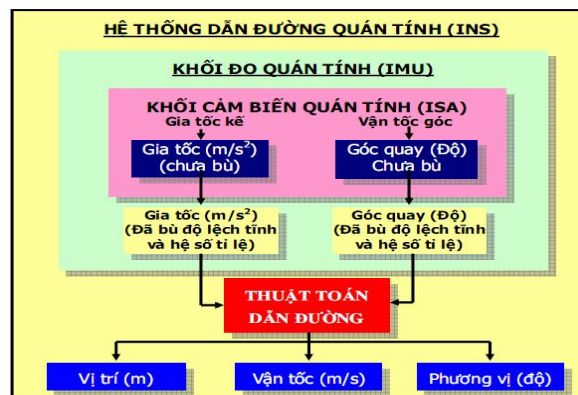 HỆ THỐNG DẪN ĐƯỜNG QUÁN TÍNH (INS)
KHỐI ĐO QUÁN TÍNH (IMU)
KHỐI CẢM BIẾN QUÁN TÍNH (ISA)
Gia tốc kế
Vận tốc góc
Gia tốc (m/s²)
(chưa bù)
Góc quay (Độ)
Chưa bù
Gia tốc (m/s²)
(Đã bù độ lệch tĩnh
và hệ số tỉ lệ)
Góc quay (Độ)
(Đã bù độ lệch tĩnh
và hệ số tỉ lệ)
THUẬT TOÁN
DẪN ĐƯỜNG
Vị trí (m)
Vận tốc (m/s)
Phương vị (độ)